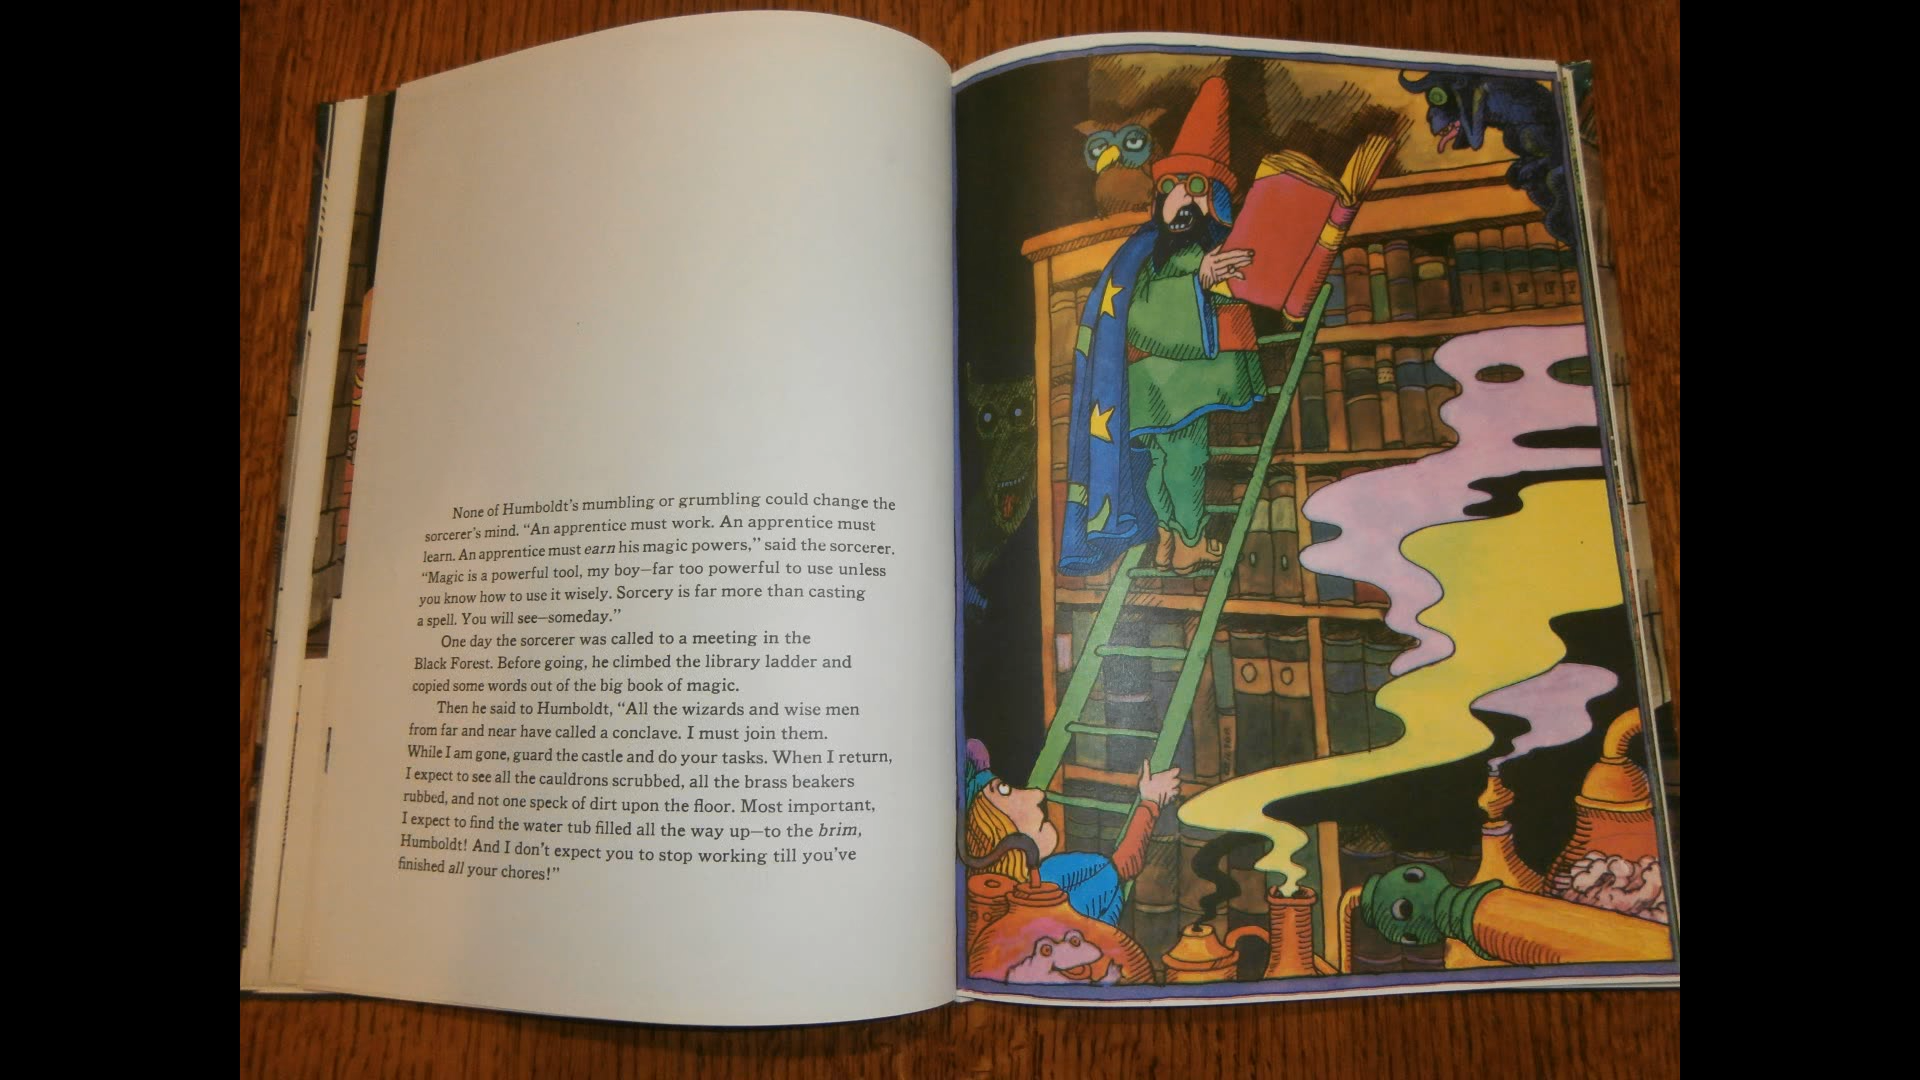 None of Humboldt's mumbling or grumbling could change the
sorcerer's mind. “An apprentice must work. An apprentice must
learn. An apprentice must earn his magic powers,” said the sorcerer.
“Magic is a powerful tool, my boy—far too powerful to use unless
you know how to use it wisely. Sorcery is far more than casting
a spell. You will see—someday.”
One day the sorcerer was called to a meeting in the
Black Forest. Before going, he climbed the library ladder and
copied some words out of the big book of magic.
Then he said to Humboldt, “All the wizards and wise men
from far and near have called a conclave. I must join them.
While I am gone, guard the castle and do your tasks. When I return,
I expect to see all the cauldrons scrubbed, all the brass beakers
rubbed, and not one speck of dirt upon the floor. Most important,
I expect to find the water tub filled all the way up—to the brim,
Humboldt! And I don't expect you to stop working till you've
finished all your chores!”